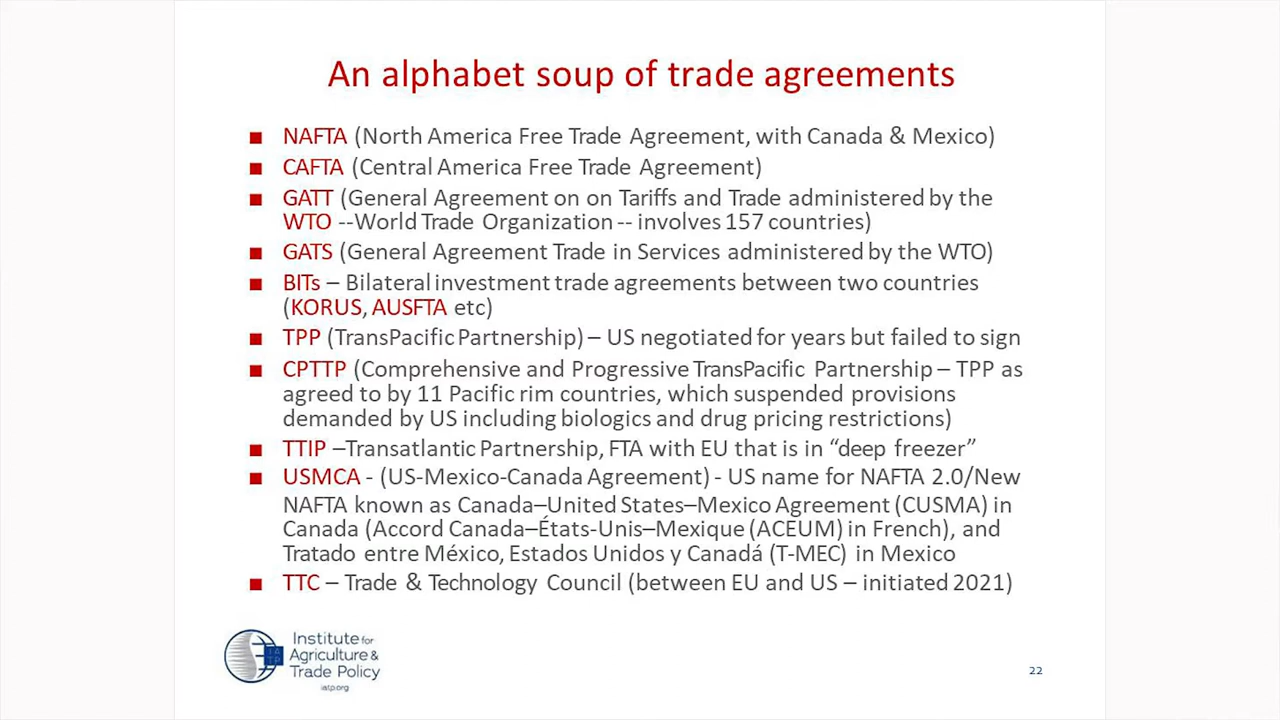 An alphabet soup of trade agreements
■ NAFTA (North America Free Trade Agreement, with Canada & Mexico)
■ CAFTA (Central America Free Trade Agreement)
■ GATT (General Agreement on on Tariffs and Trade administered by the
WTO --World Trade Organization -- involves 157 countries)
■ GATS (General Agreement Trade in Services administered by the WTO)
■ BITs – Bilateral investment trade agreements between two countries
(KORUS, AUSFTA etc)
■ TPP (TransPacific Partnership) – US negotiated for years but failed to sign
■ CPTTP (Comprehensive and Progressive TransPacific Partnership – TPP as
agreed to by 11 Pacific rim countries, which suspended provisions
demanded by US including biologics and drug pricing restrictions)
■ TTIP –Transatlantic Partnership, FTA with EU that is in “deep freezer”
■ USMCA - (US-Mexico-Canada Agreement) - US name for NAFTA 2.0/New
NAFTA known as Canada–United States–Mexico Agreement (CUSMA) in
Canada (Accord Canada–États-Unis–Mexique (ACEUM) in French), and
Tratado entre México, Estados Unidos y Canadá (T-MEC) in Mexico
■ TTC – Trade & Technology Council (between EU and US – initiated 2021)
IATP
Institute for
Agriculture &
Trade Policy
iatp.org
22